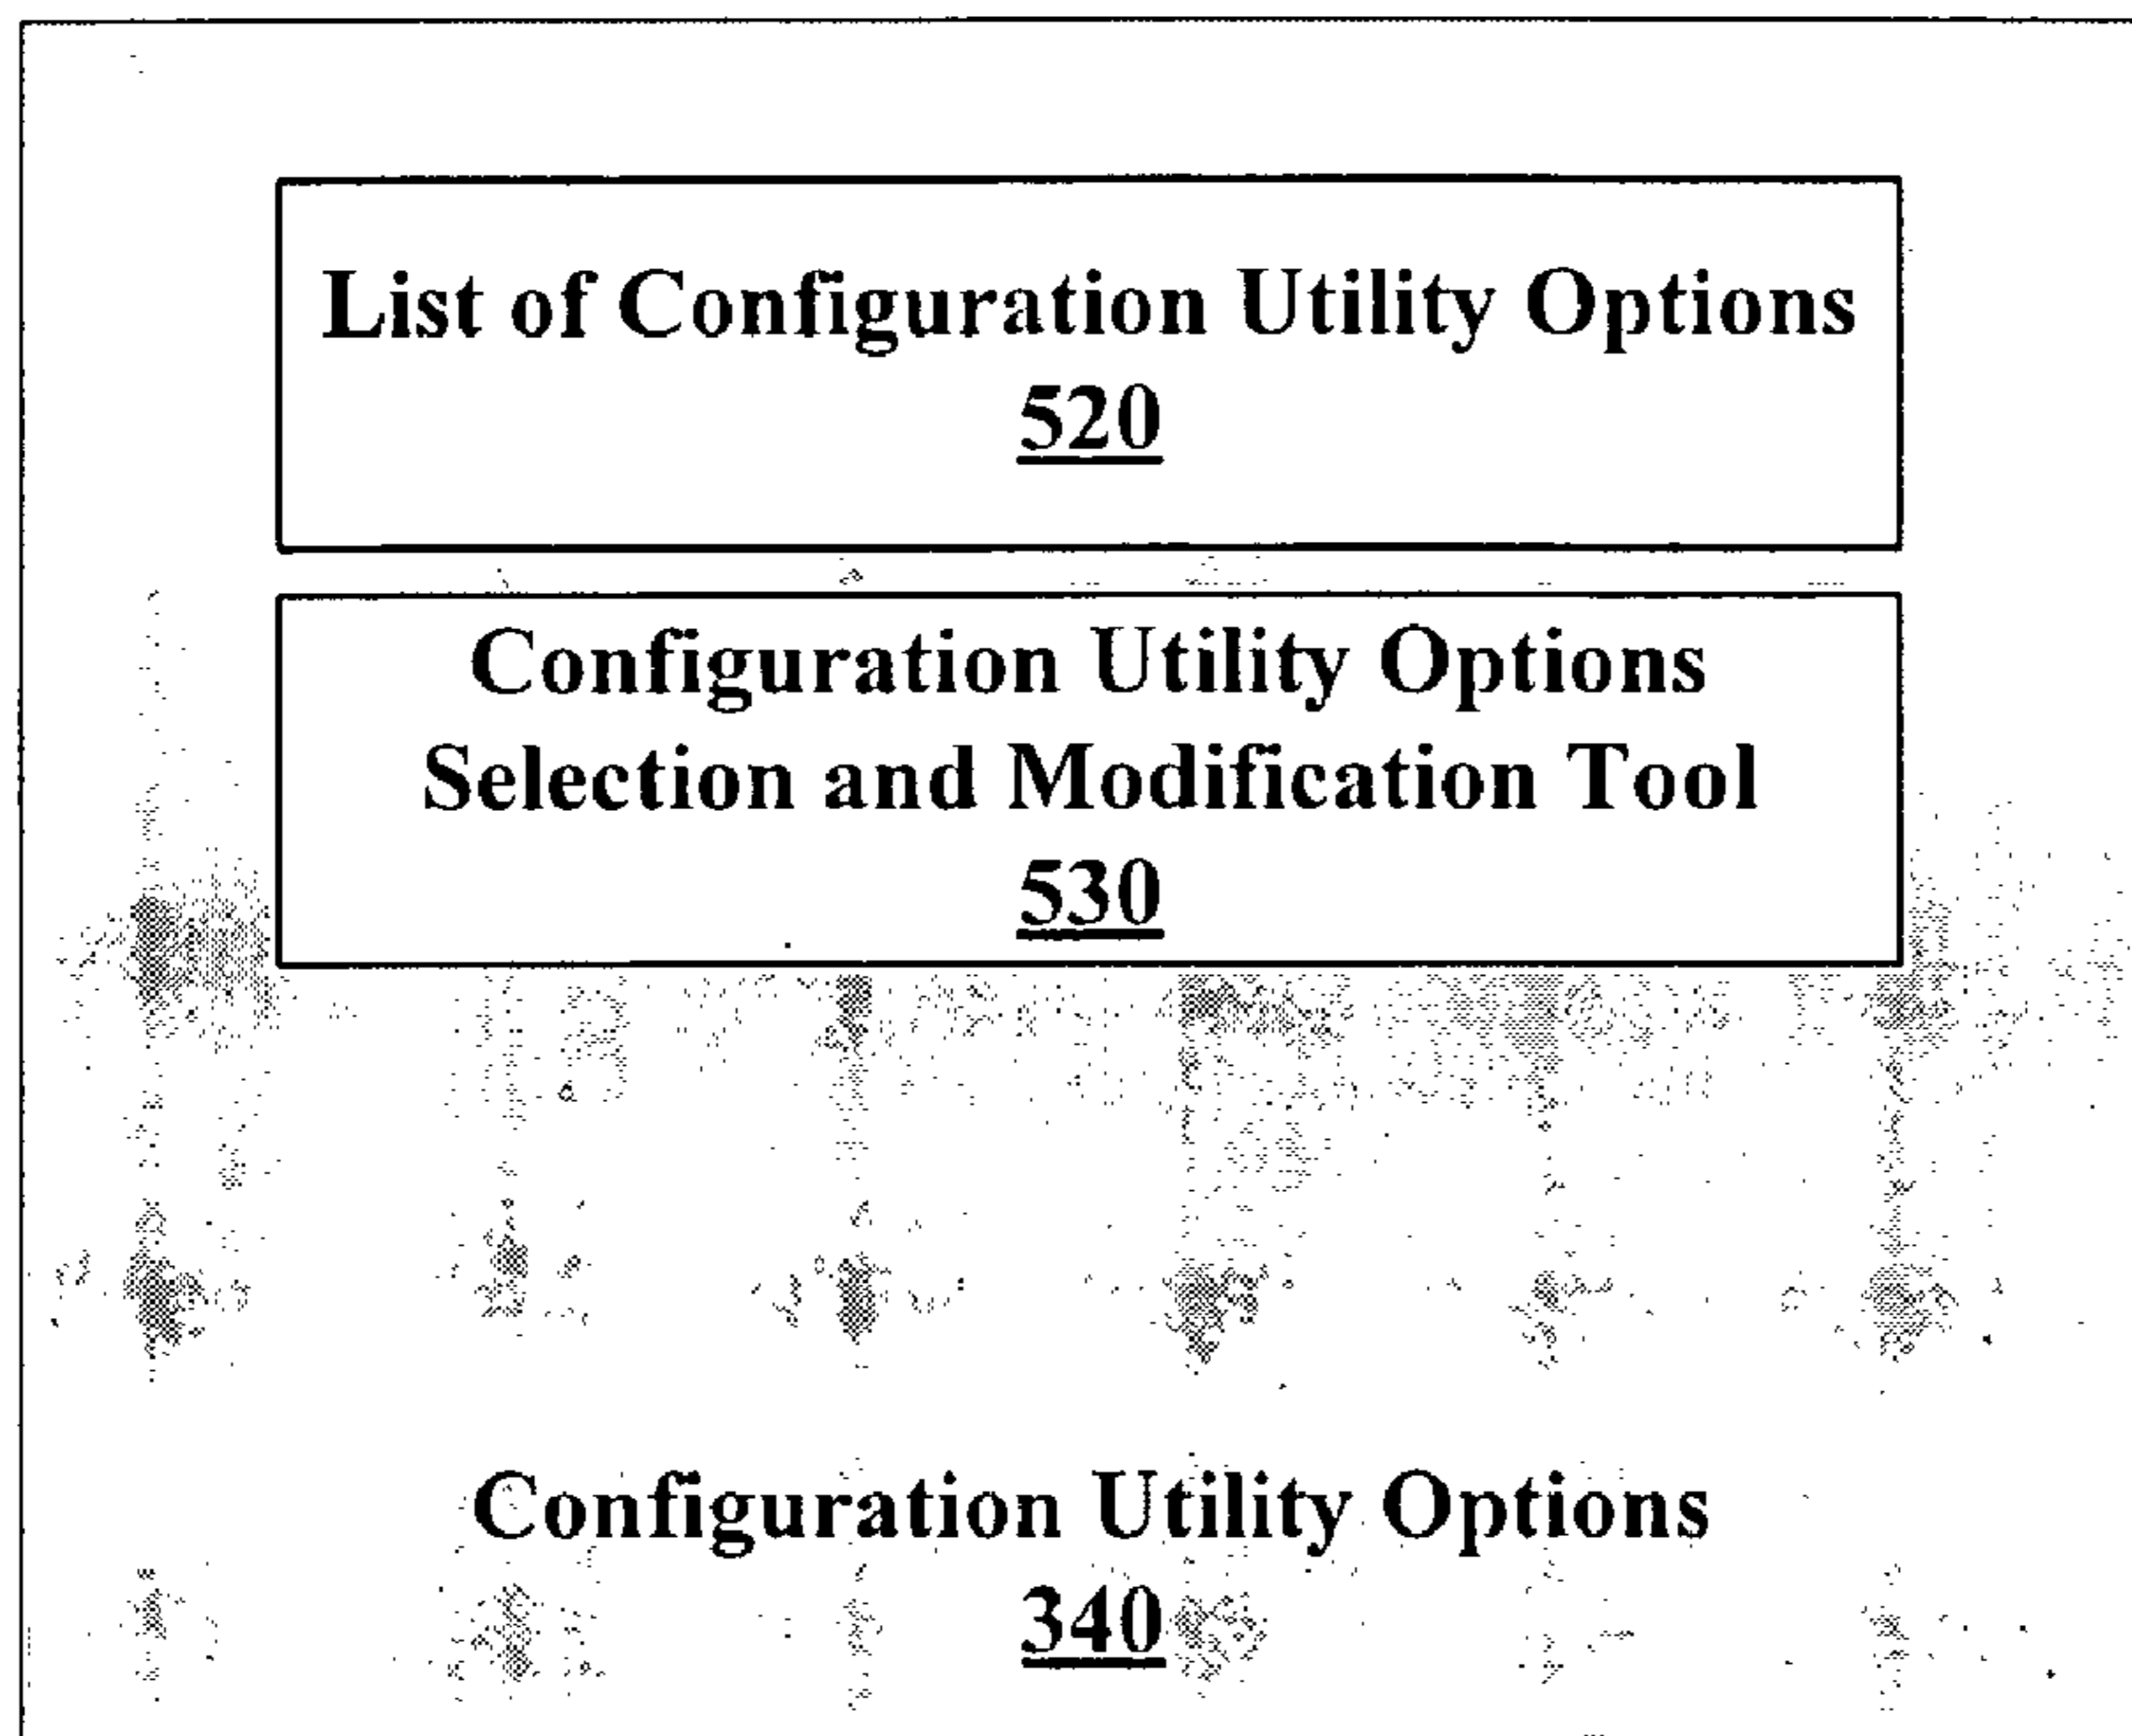 List of Configuration Utility Options
520
Configuration Utility Options
Selection and Modification Tool
530
Configuration Utility Options
340